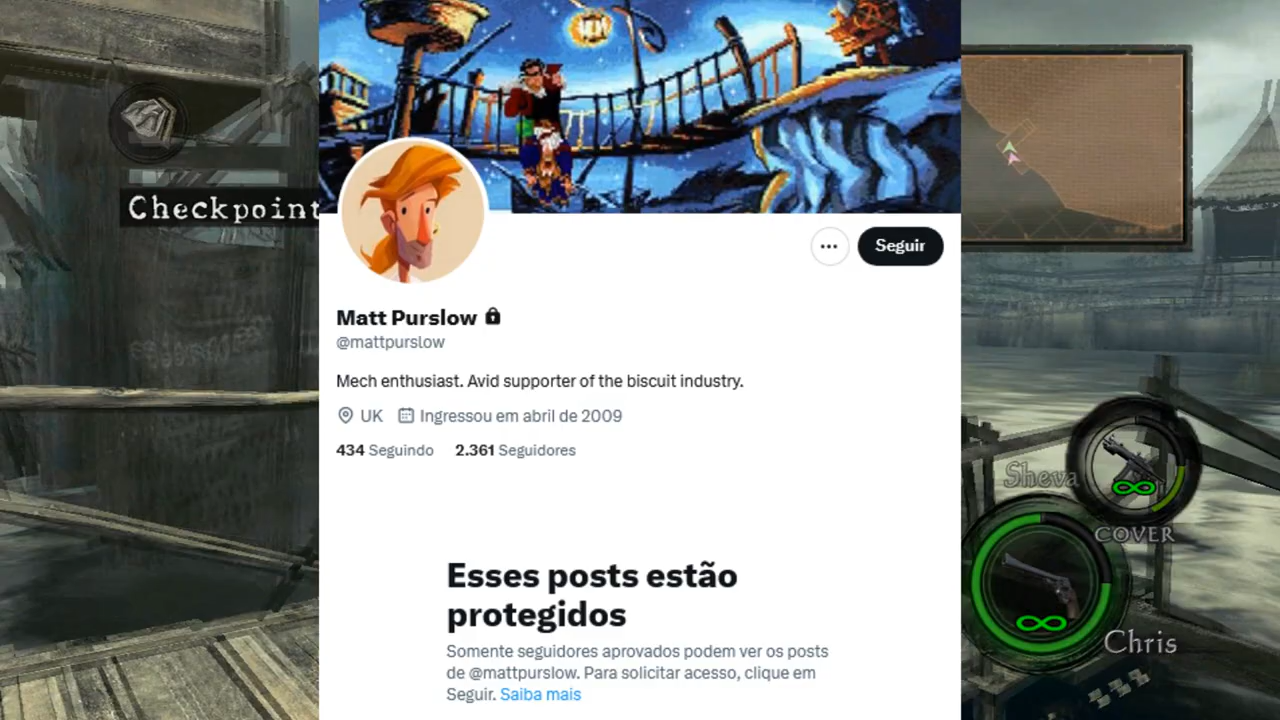 Checkpoint
Seguir
Matt Purslow
@mattpurslow
Mech enthusiast. Avid supporter of the biscuit industry.
UK Ingressou em abril de 2009
434 Seguindo 2.361 Seguidores
Sheva
COVER
Esses posts estão
protegidos
Chris
Somente seguidores aprovados podem ver os posts
de @mattpurslow. Para solicitar acesso, clique em
Seguir. Saiba mais